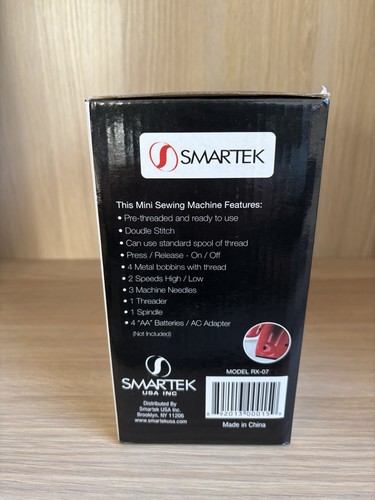 SMARTEK
This Mini Sewing Machine Features:
• Pre-threaded and ready to use
• Doudle Stitch
• Can use standard spool of thread
• Press / Release - On / Off
• 4 Metal bobbins with thread
• 2 Speeds High / Low
• 3 Machine Needles
• 1 Threader
• 1 Spindle
• 4 "AA" Batteries / AC Adapter
(Not Included)
SMARTEK
USA INC
Distributed By
Smartek USA Inc.
Brooklyn, NY 11206
www.smartekusa.com
MODEL RX-07
8 92013 00015
Made in China